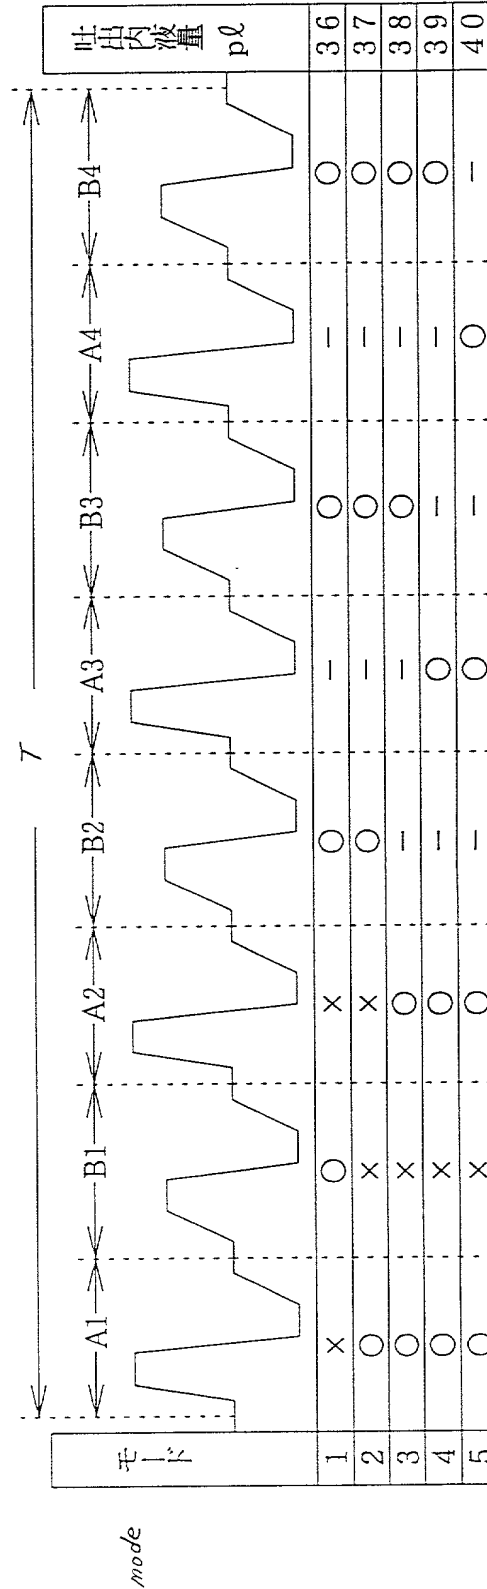 T
A1 B1 A2 B2 A3 B3 A4 B4
mode
モード
吐出内液量
pℓ
1 × ○ × ○ － ○ － ○ 36
2 ○ × × ○ － ○ － ○ 37
3 ○ × ○ － － ○ － ○ 38
4 ○ × ○ － ○ － － ○ 39
5 ○ × ○ － ○ － ○ － 40